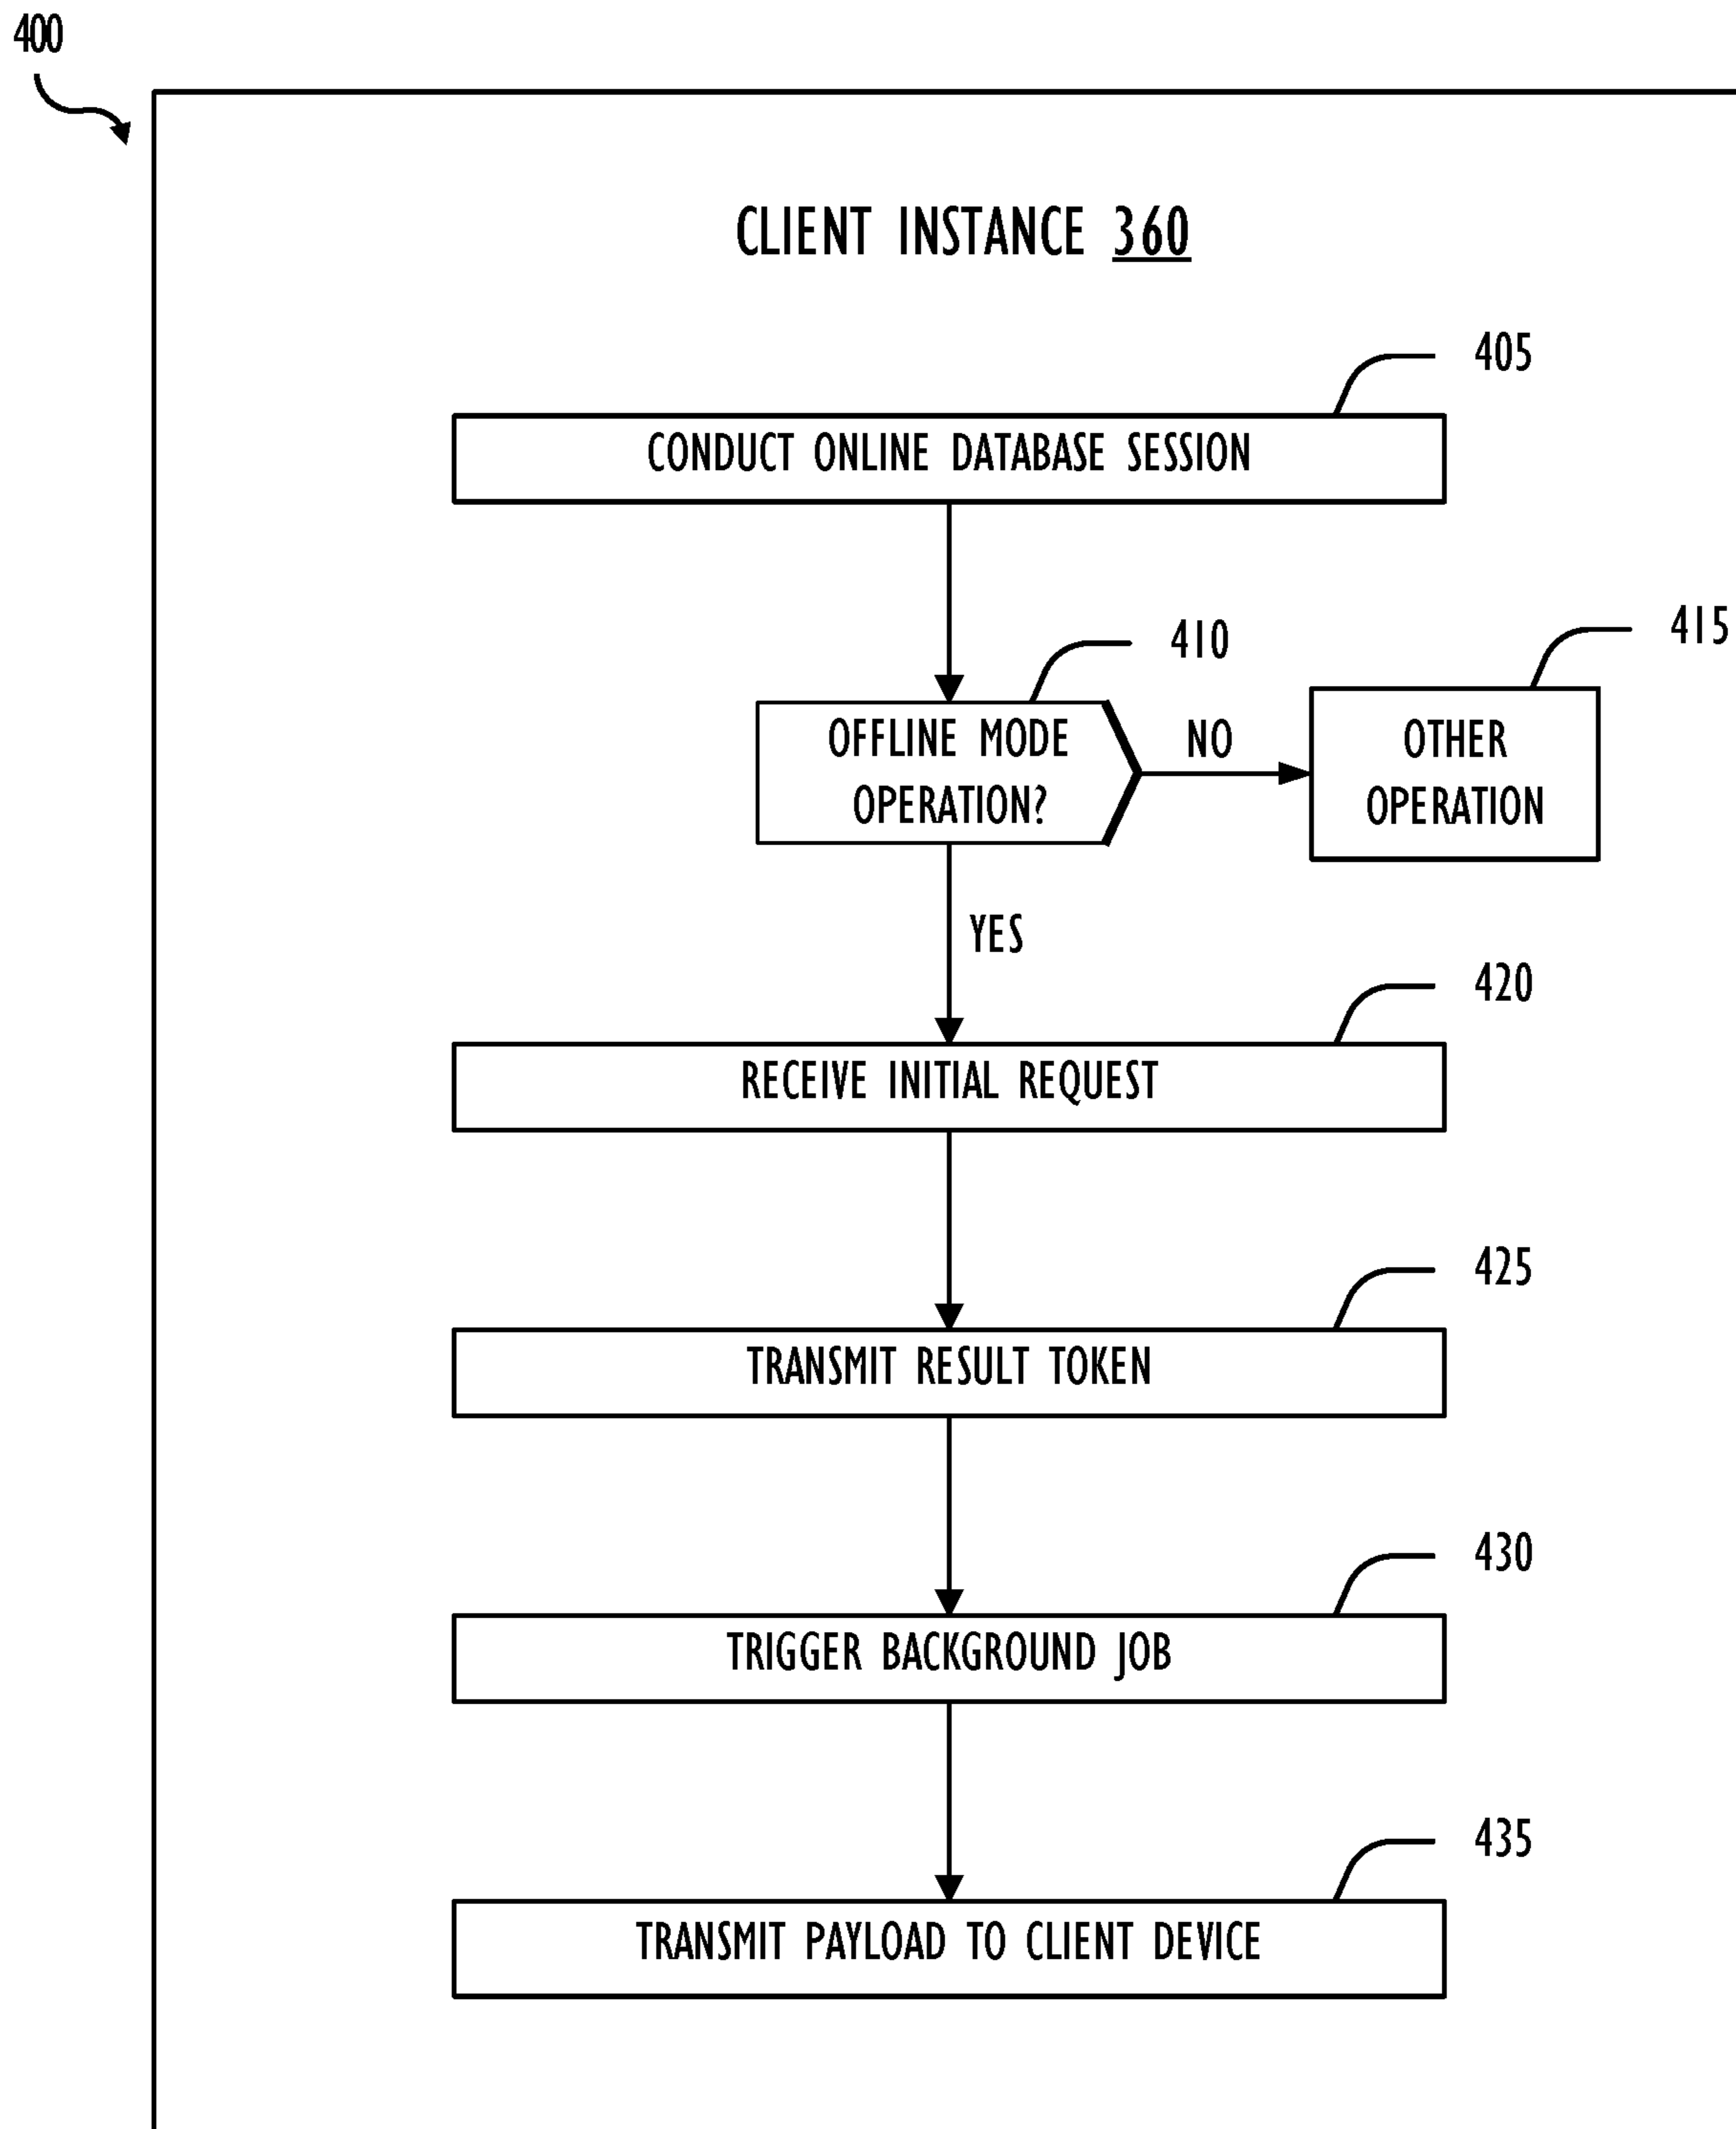 400
CLIENT INSTANCE 360
405
CONDUCT ONLINE DATABASE SESSION
410
415
OFFLINE MODE
OPERATION?
NO
OTHER
OPERATION
YES
420
RECEIVE INITIAL REQUEST
425
TRANSMIT RESULT TOKEN
430
TRIGGER BACKGROUND JOB
435
TRANSMIT PAYLOAD TO CLIENT DEVICE